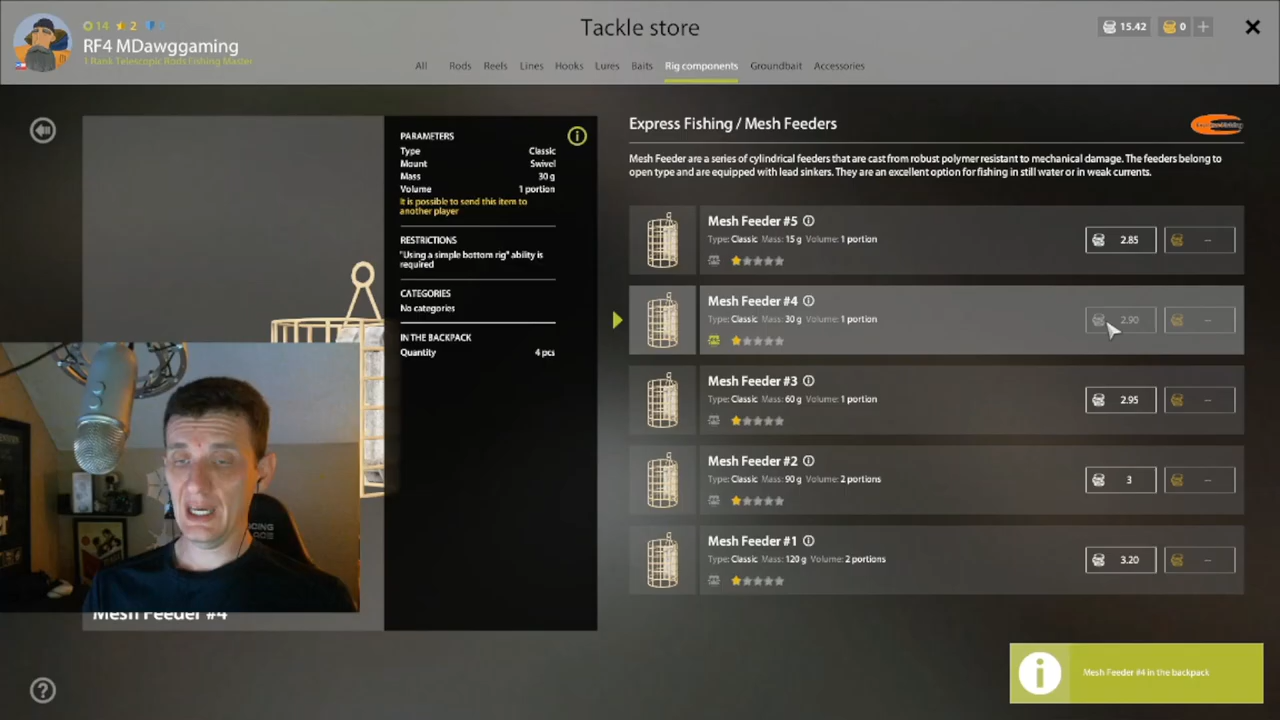 14 2
RF4 MDawggaming
1 Rank Telescopic Rods Fishing Master
Tackle store
15.42 0 +
All Rods Reels Lines Hooks Lures Baits Rig components Groundbait Accessories
PARAMETERS
Type Classic
Mount Swivel
Mass 30 g
Volume 1 portion
It is possible to send this item to
another player
RESTRICTIONS
"Using a simple bottom rig" ability is
required
CATEGORIES
No categories
IN THE BACKPACK
Quantity 4 pcs
Mesh Feeder #4
Express Fishing / Mesh Feeders
Mesh Feeder are a series of cylindrical feeders that are cast from robust polymer resistant to mechanical damage. The feeders belong to
open type and are equipped with lead sinkers. They are an excellent option for fishing in still water or in weak currents.
Mesh Feeder #5
Type: Classic Mass: 15 g Volume: 1 portion
2.85 --
Mesh Feeder #4
Type: Classic Mass: 30 g Volume: 1 portion
2.90 --
Mesh Feeder #3
Type: Classic Mass: 60 g Volume: 1 portion
2.95 --
Mesh Feeder #2
Type: Classic Mass: 90 g Volume: 2 portions
3 --
Mesh Feeder #1
Type: Classic Mass: 120 g Volume: 2 portions
3.20 --
Mesh Feeder #4 in the backpack
?